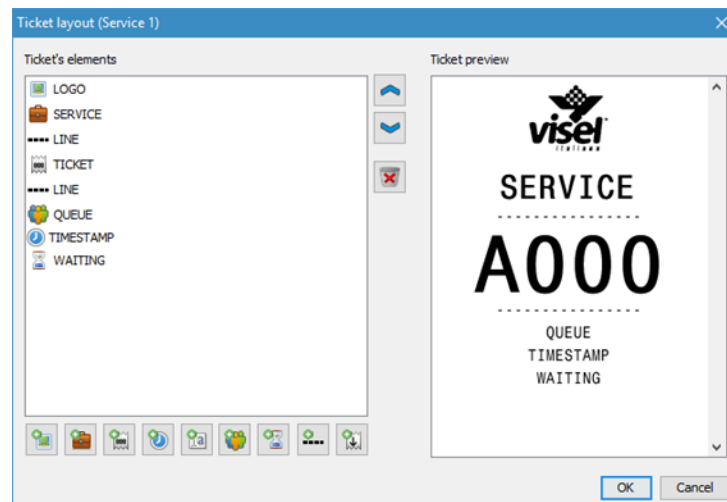 Ticket layout (Service 1)
Ticket's elements
LOGO
SERVICE
LINE
TICKET
LINE
QUEUE
TIMESTAMP
WAITING
a
Ticket preview
visel
italiana
SERVICE
A000
QUEUE
TIMESTAMP
WAITING
OK
Cancel